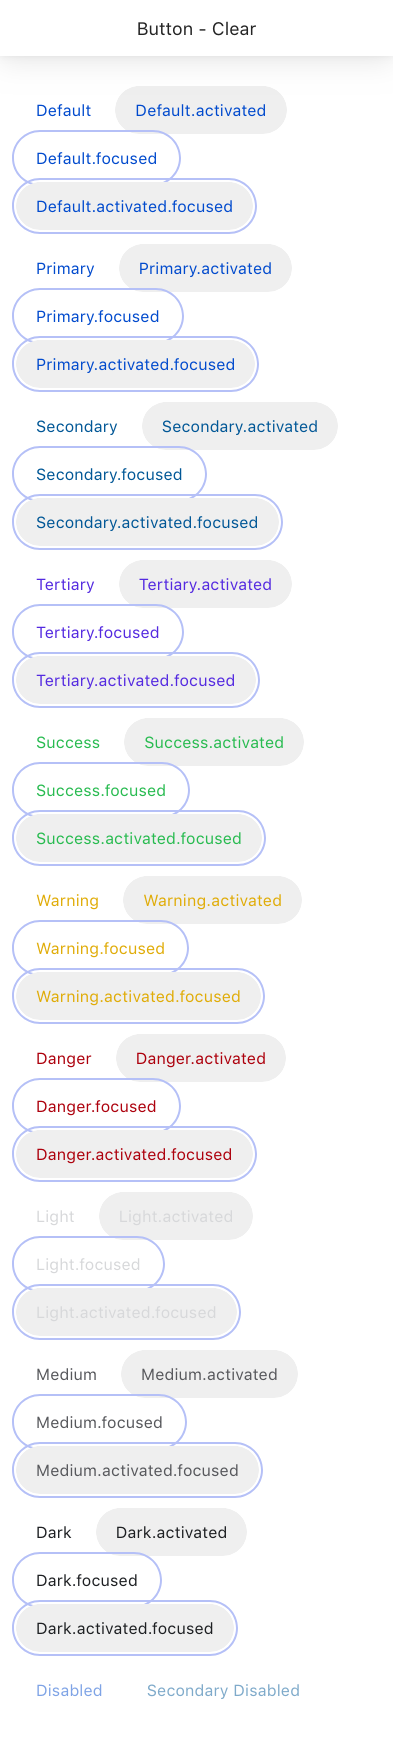 Button - Clear
Default Default.activated
Default.focused
Default.activated.focused
Primary Primary.activated
Primary.focused
Primary.activated.focused
Secondary Secondary.activated
Secondary.focused
Secondary.activated.focused
Tertiary Tertiary.activated
Tertiary.focused
Tertiary.activated.focused
Success Success.activated
Success.focused
Success.activated.focused
Warning Warning.activated
Warning.focused
Warning.activated.focused
Danger Danger.activated
Danger.focused
Danger.activated.focused
Light Light.activated
Light.focused
Light.activated.focused
Medium Medium.activated
Medium.focused
Medium.activated.focused
Dark Dark.activated
Dark.focused
Dark.activated.focused
Disabled Secondary Disabled